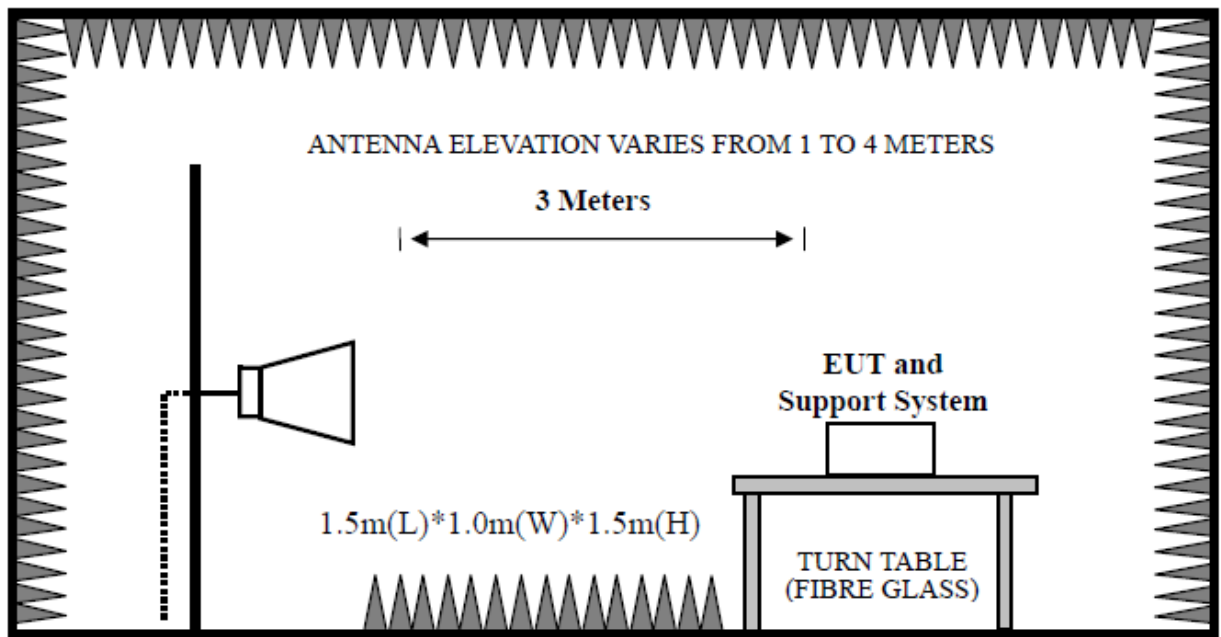 ANTENNA ELEVATION VARIES FROM 1 TO 4 METERS
3 Meters
EUT and
Support System
1.5m(L)*1.0m(W)*1.5m(H)
TURN TABLE
(FIBRE GLASS)